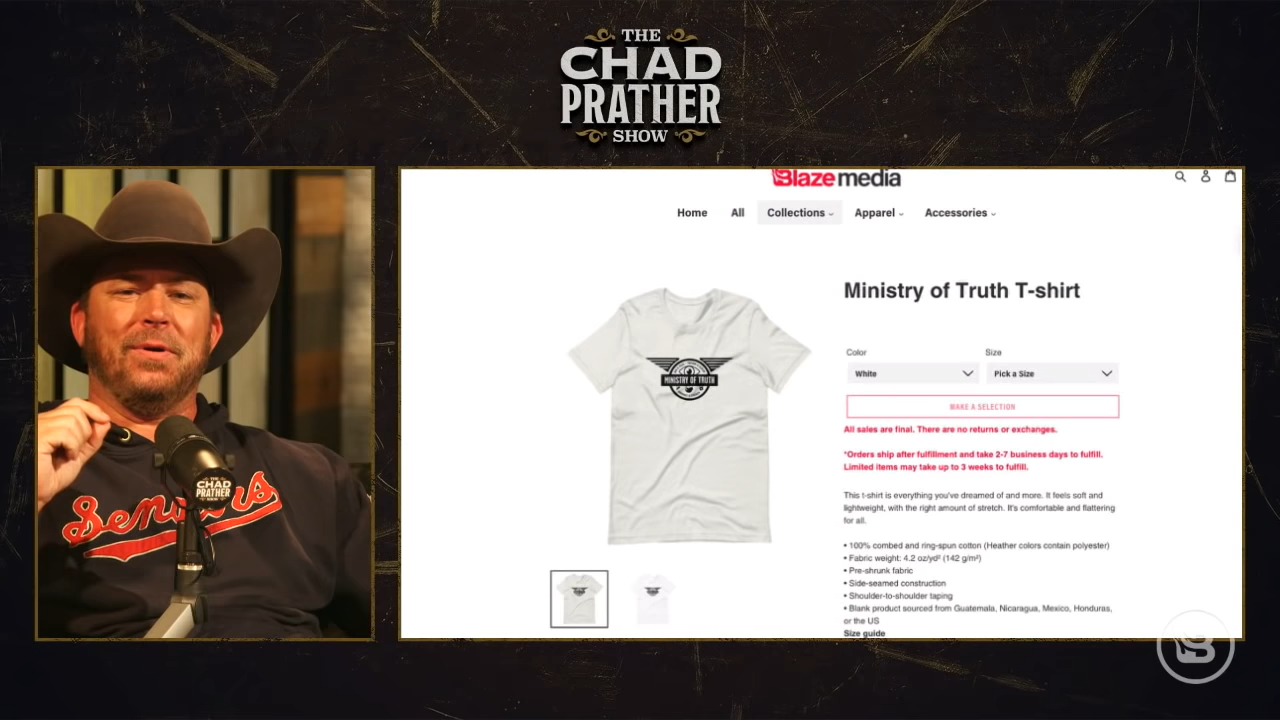 THE
CHAD
PRATHER
SHOW
Blaze media
Home All Collections Apparel Accessories
Ministry of Truth T-shirt
Color Size
White Pick a Size
MAKE A SELECTION
All sales are final. There are no returns or exchanges.
*Orders ship after fulfillment and take 2-7 business days to fulfill.
Limited items may take up to 3 weeks to fulfill.
This t-shirt is everything you've dreamed of and more. It feels soft and
lightweight, with the right amount of stretch. It's comfortable and flattering
for all.
• 100% combed and ring-spun cotton (Heather colors contain polyester)
• Fabric weight: 4.2 oz/yd² (142 g/m²)
• Pre-shrunk fabric
• Side-seamed construction
• Shoulder-to-shoulder taping
• Blank product sourced from Guatemala, Nicaragua, Mexico, Honduras,
or the US
Size guide
MINISTRY OF TRUTH
THE
CHAD
PRATHER
SHOW